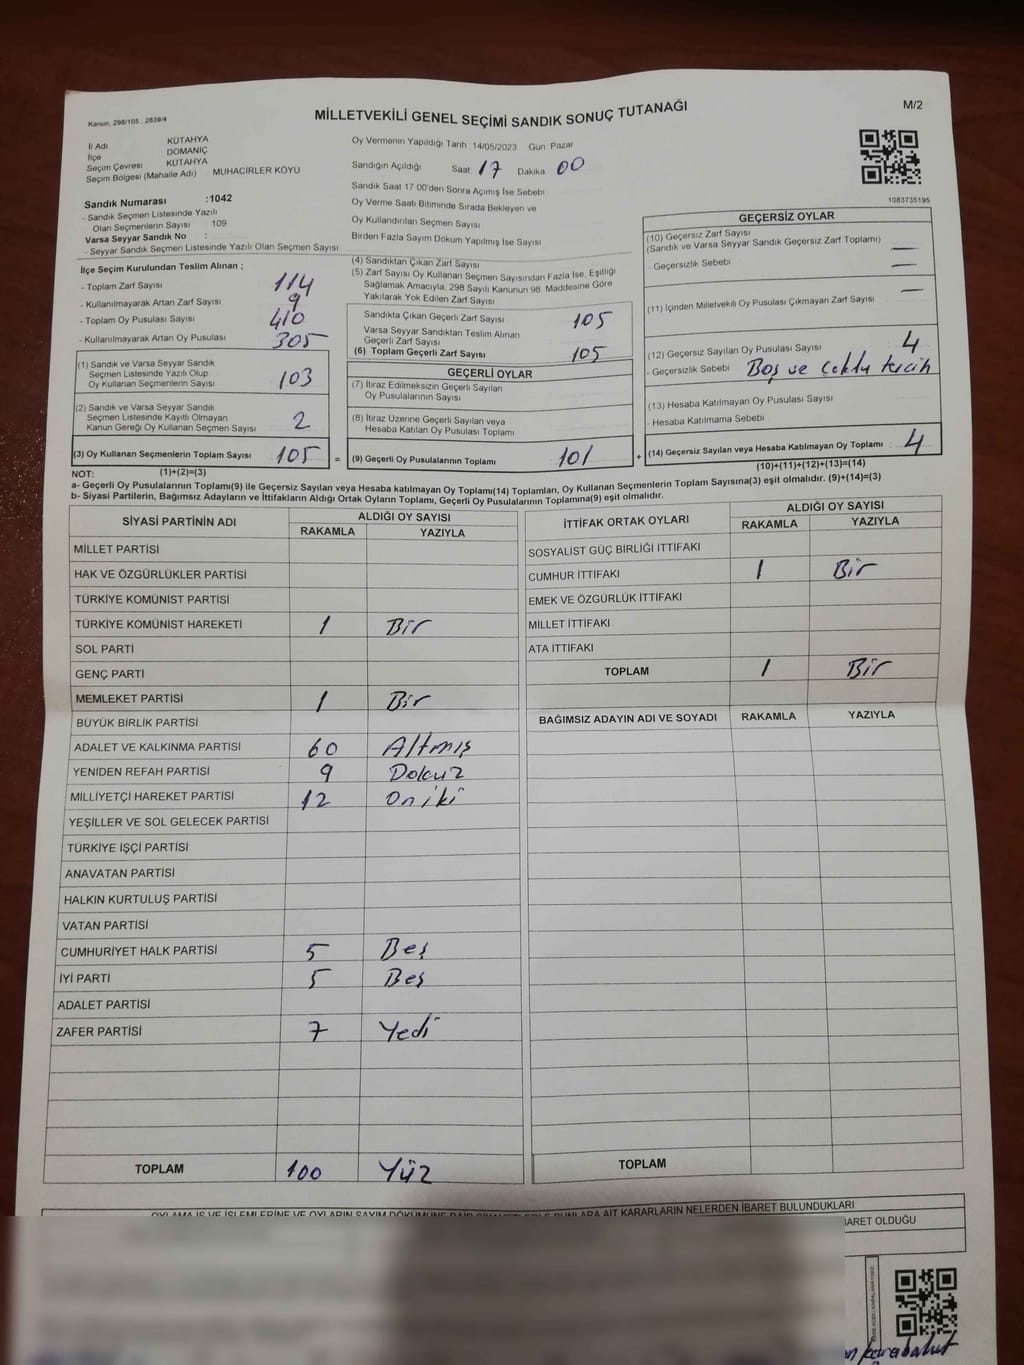 Kanun, 298/105 , 2839/4
MİLLETVEKİLİ GENEL SEÇİMİ SANDIK SONUÇ TUTANAĞI
M/2
İl Adı KÜTAHYA
İlçe DOMANİÇ
Seçim Çevresi KÜTAHYA
Seçim Bölgesi (Mahalle Adı) MUHACİRLER KÖYÜ
Sandık Numarası :1042
- Sandık Seçmen Listesinde Yazılı
Olan Seçmenlerin Sayısı 109
Varsa Seyyar Sandık No :
- Seyyar Sandık Seçmen Listesinde Yazılı Olan Seçmen Sayısı
Oy Vermenin Yapıldığı Tarih 14/05/2023 Gün Pazar
Sandığın Açıldığı Saat 17 Dakika 00
Sandık Saat 17 00'den Sonra Açılmış İse Sebebi
Oy Verme Saati Bitiminde Sırada Bekleyen ve
Oy Kullandırılan Seçmen Sayısı
Birden Fazla Sayım Döküm Yapılmış İse Sayısı
1083735195
İlçe Seçim Kurulundan Teslim Alınan ;
- Toplam Zarf Sayısı 114
- Kullanılmayarak Artan Zarf Sayısı 9
- Toplam Oy Pusulası Sayısı 410
- Kullanılmayarak Artan Oy Pusulası 305
(1) Sandık ve Varsa Seyyar Sandık
Seçmen Listesinde Yazılı Olup
Oy Kullanan Seçmenlerin Sayısı 103
(2) Sandık ve Varsa Seyyar Sandık
Seçmen Listesinde Kayıtlı Olmayan
Kanun Gereği Oy Kullanan Seçmen Sayısı 2
(3) Oy Kullanan Seçmenlerin Toplam Sayısı 105
(4) Sandıktan Çıkan Zarf Sayısı
(5) Zarf Sayısı Oy Kullanan Seçmen Sayısından Fazla İse, Eşitliği
Sağlamak Amacıyla, 298 Sayılı Kanunun 98. Maddesine Göre
Yakılarak Yok Edilen Zarf Sayısı
Sandıkta Çıkan Geçerli Zarf Sayısı 105
Varsa Seyyar Sandıktan Teslim Alınan
Geçerli Zarf Sayısı
(6) Toplam Geçerli Zarf Sayısı 105
GEÇERLİ OYLAR
(7) İtiraz Edilmeksizin Geçerli Sayılan
Oy Pusulalarının Sayısı
(8) İtiraz Üzerine Geçerli Sayılan veya
Hesaba Katılan Oy Pusulası Toplamı
= (9) Geçerli Oy Pusulalarının Toplamı 101
GEÇERSİZ OYLAR
(10) Geçersiz Zarf Sayısı
(Sandık ve Varsa Seyyar Sandık Geçersiz Zarf Toplamı) —
- Geçersizlik Sebebi —
(11) İçinden Milletvekili Oy Pusulası Çıkmayan Zarf Sayısı —
(12) Geçersiz Sayılan Oy Pusulası Sayısı 4
- Geçersizlik Sebebi Boş ve çoklu tercih
(13) Hesaba Katılmayan Oy Pusulası Sayısı
- Hesaba Katılmama Sebebi
+ (14) Geçersiz Sayılan veya Hesaba Katılmayan Oy Toplamı 4
NOT: (1)+(2)=(3)
(10)+(11)+(12)+(13)=(14)
a- Geçerli Oy Pusulalarının Toplamı(9) ile Geçersiz Sayılan veya Hesaba katılmayan Oy Toplamı(14) Toplamları, Oy Kullanan Seçmenlerin Toplam Sayısına(3) eşit olmalıdır. (9)+(14)=(3)
b- Siyasi Partilerin, Bağımsız Adayların ve İttifakların Aldığı Ortak Oyların Toplamı, Geçerli Oy Pusulalarının Toplamına(9) eşit olmalıdır.
SİYASİ PARTİNİN ADI
ALDIĞI OY SAYISI
RAKAMLA YAZIYLA
MİLLET PARTİSİ
HAK VE ÖZGÜRLÜKLER PARTİSİ
TÜRKİYE KOMÜNİST PARTİSİ
TÜRKİYE KOMÜNİST HAREKETİ 1 Bir
SOL PARTİ
GENÇ PARTİ
MEMLEKET PARTİSİ 1 Bir
BÜYÜK BİRLİK PARTİSİ
ADALET VE KALKINMA PARTİSİ 60 Altmış
YENİDEN REFAH PARTİSİ 9 Dokuz
MİLLİYETÇİ HAREKET PARTİSİ 12 Oniki
YEŞİLLER VE SOL GELECEK PARTİSİ
TÜRKİYE İŞÇİ PARTİSİ
ANAVATAN PARTİSİ
HALKIN KURTULUŞ PARTİSİ
VATAN PARTİSİ
CUMHURİYET HALK PARTİSİ 5 Beş
İYİ PARTİ 5 Beş
ADALET PARTİSİ
ZAFER PARTİSİ 7 Yedi
TOPLAM 100 Yüz
İTTİFAK ORTAK OYLARI
ALDIĞI OY SAYISI
RAKAMLA YAZIYLA
SOSYALİST GÜÇ BİRLİĞİ İTTİFAKI
CUMHUR İTTİFAKI 1 Bir
EMEK VE ÖZGÜRLÜK İTTİFAKI
MİLLET İTTİFAKI
ATA İTTİFAKI
TOPLAM 1 Bir
BAĞIMSIZ ADAYIN ADI VE SOYADI RAKAMLA YAZIYLA
TOPLAM
BARET OLDUĞU